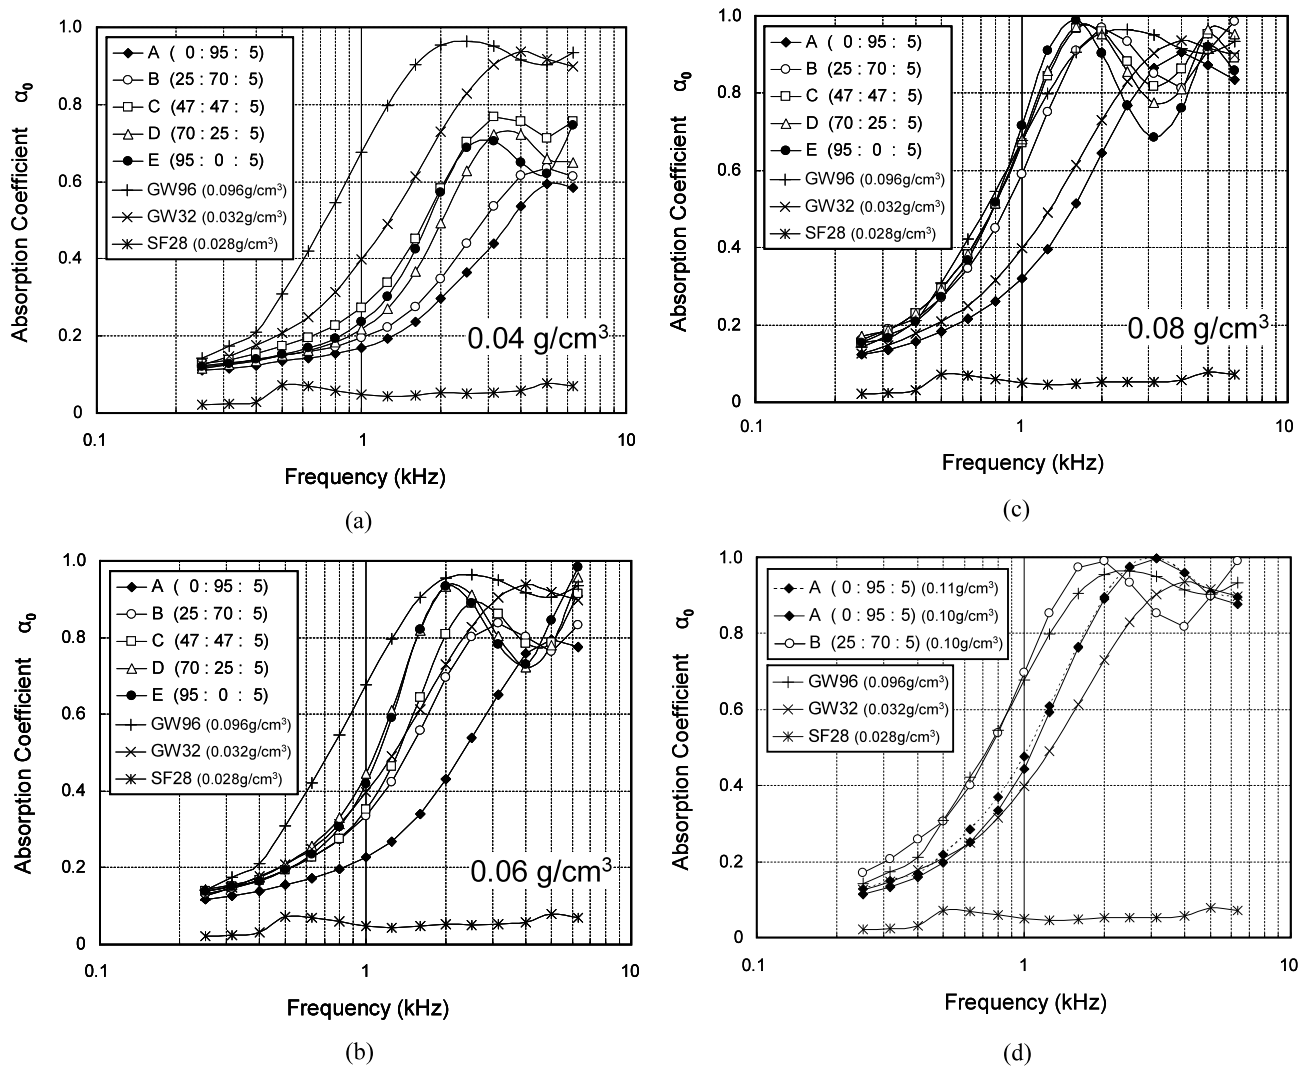 1.0
0.8
0.6
0.4
0.2
0
Absorption Coefficient α0
A ( 0 : 95 : 5)
B (25 : 70 : 5)
C (47 : 47 : 5)
D (70 : 25 : 5)
E (95 : 0 : 5)
GW96 (0.096g/cm³)
GW32 (0.032g/cm³)
SF28 (0.028g/cm³)
0.04 g/cm³
0.1 1 10
Frequency (kHz)
(a)
1.0
0.8
0.6
0.4
0.2
0
Absorption Coefficient α0
A ( 0 : 95 : 5)
B (25 : 70 : 5)
C (47 : 47 : 5)
D (70 : 25 : 5)
E (95 : 0 : 5)
GW96 (0.096g/cm³)
GW32 (0.032g/cm³)
SF28 (0.028g/cm³)
0.08 g/cm³
0.1 1 10
Frequency (kHz)
(c)
1.0
0.8
0.6
0.4
0.2
0
Absorption Coefficient α0
A ( 0 : 95 : 5)
B (25 : 70 : 5)
C (47 : 47 : 5)
D (70 : 25 : 5)
E (95 : 0 : 5)
GW96 (0.096g/cm³)
GW32 (0.032g/cm³)
SF28 (0.028g/cm³)
0.06 g/cm³
0.1 1 10
Frequency (kHz)
(b)
1.0
0.8
0.6
0.4
0.2
0
Absorption Coefficient α0
A ( 0 : 95 : 5) (0.11g/cm³)
A ( 0 : 95 : 5) (0.10g/cm³)
B (25 : 70 : 5) (0.10g/cm³)
GW96 (0.096g/cm³)
GW32 (0.032g/cm³)
SF28 (0.028g/cm³)
0.1 1 10
Frequency (kHz)
(d)